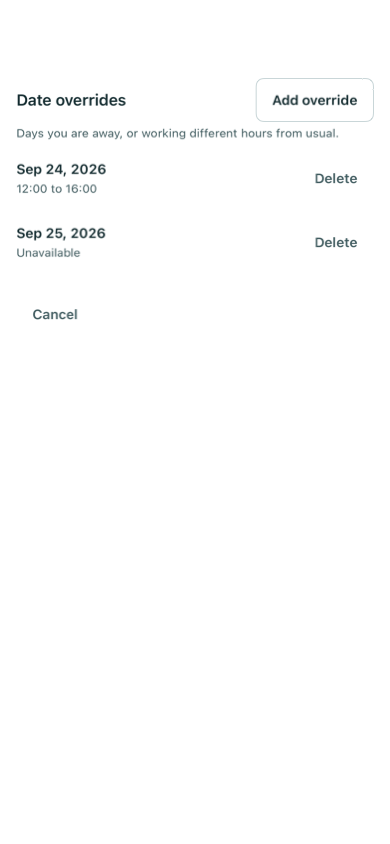 Date overrides
Add override
Days you are away, or working different hours from usual.
Sep 24, 2026
12:00 to 16:00
Delete
Sep 25, 2026
Unavailable
Delete
Cancel